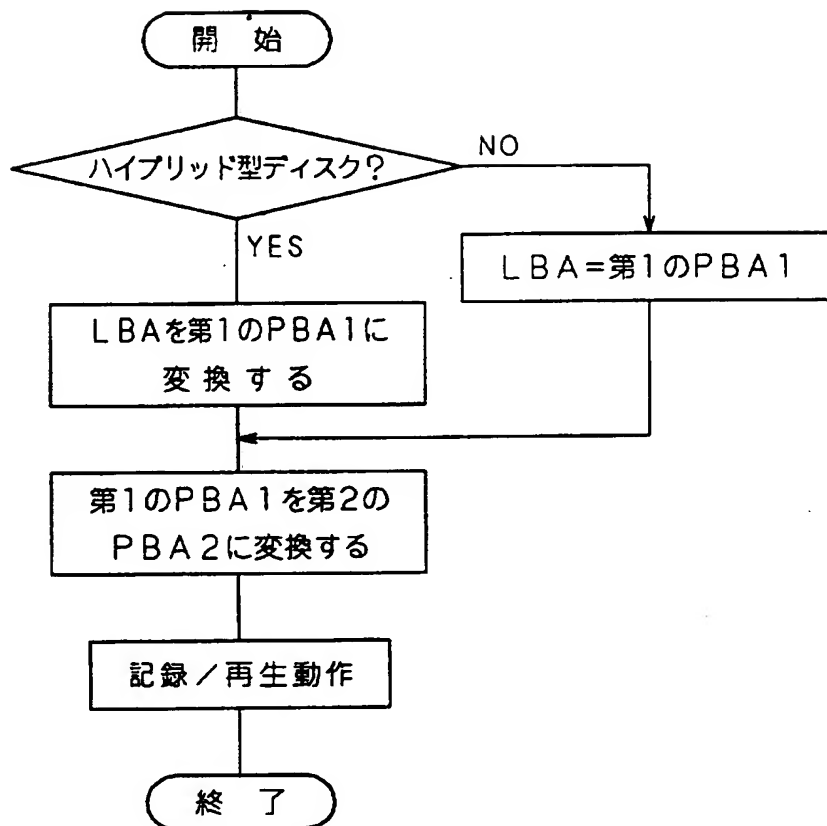 開始
ハイブリッド型ディスク?
NO
YES
LBA=第1のPBA1
LBAを第1のPBA1に
変換する
第1のPBA1を第2の
PBA2に変換する
記録/再生動作
終了